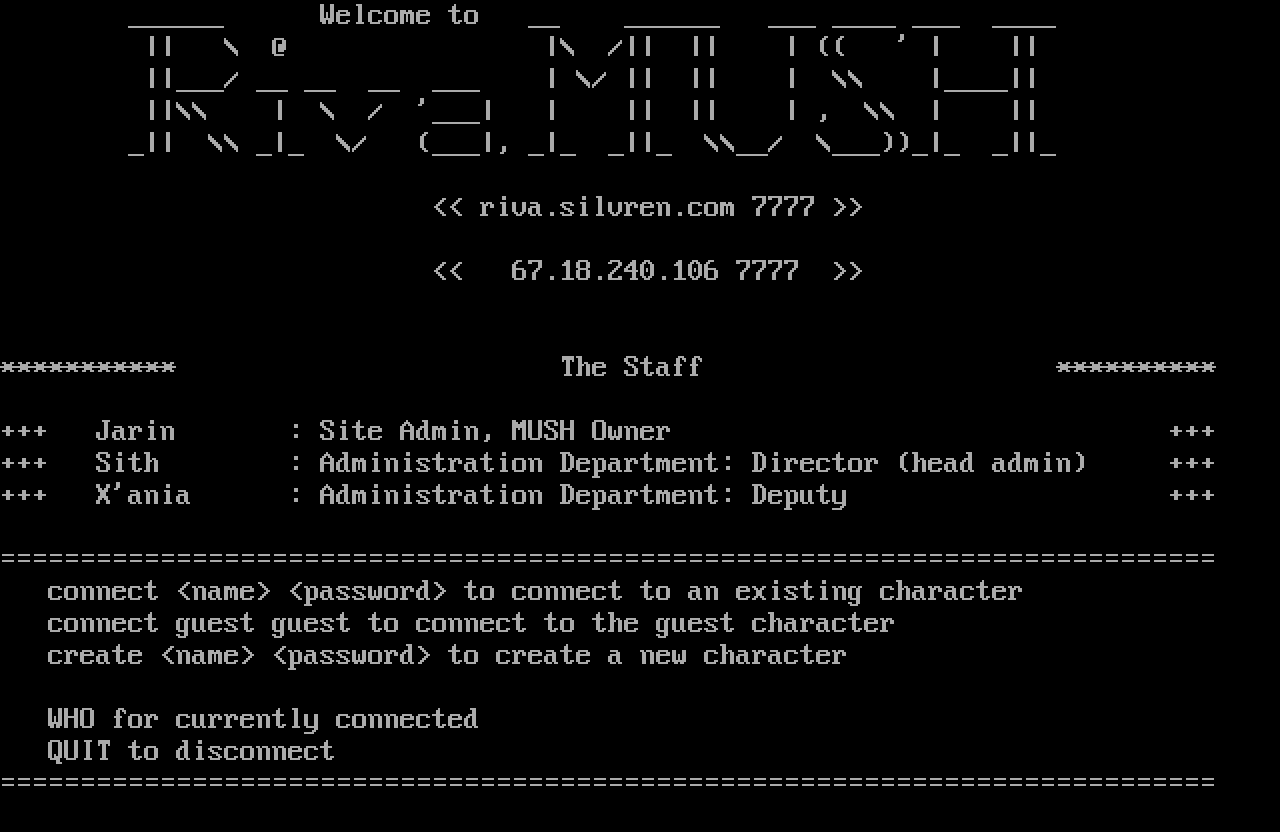 Welcome to
RivaMUSH
<< riva.silvren.com 7777 >>
<< 67.18.240.106 7777 >>
*********** The Staff **********
+++ Jarin : Site Admin, MUSH Owner +++
+++ Sith : Administration Department: Director (head admin) +++
+++ X'ania : Administration Department: Deputy +++
============================================================================
connect <name> <password> to connect to an existing character
connect guest guest to connect to the guest character
create <name> <password> to create a new character
WHO for currently connected
QUIT to disconnect
============================================================================